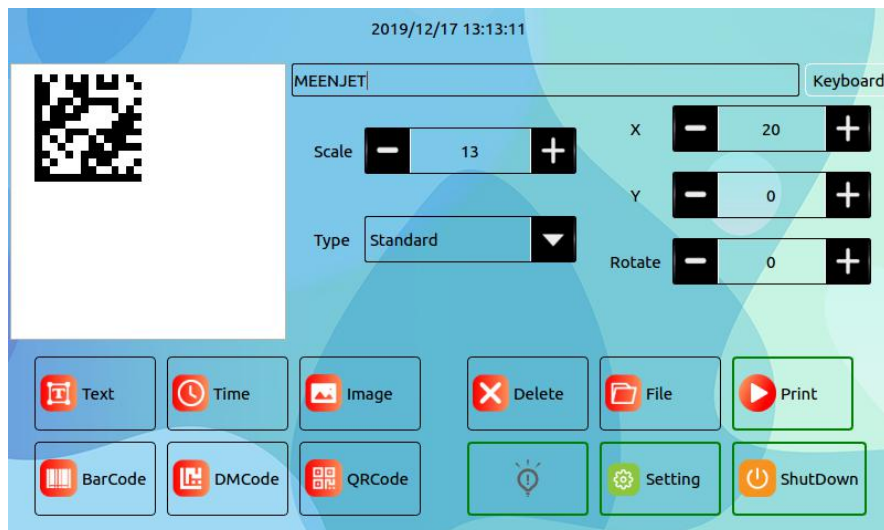 2019/12/17 13:13:11
MEENJET
Keyboard
Scale 13
X 20
Y 0
Type Standard
Rotate 0
Text Time Image Delete File Print
BarCode DMCode QRCode Setting ShutDown